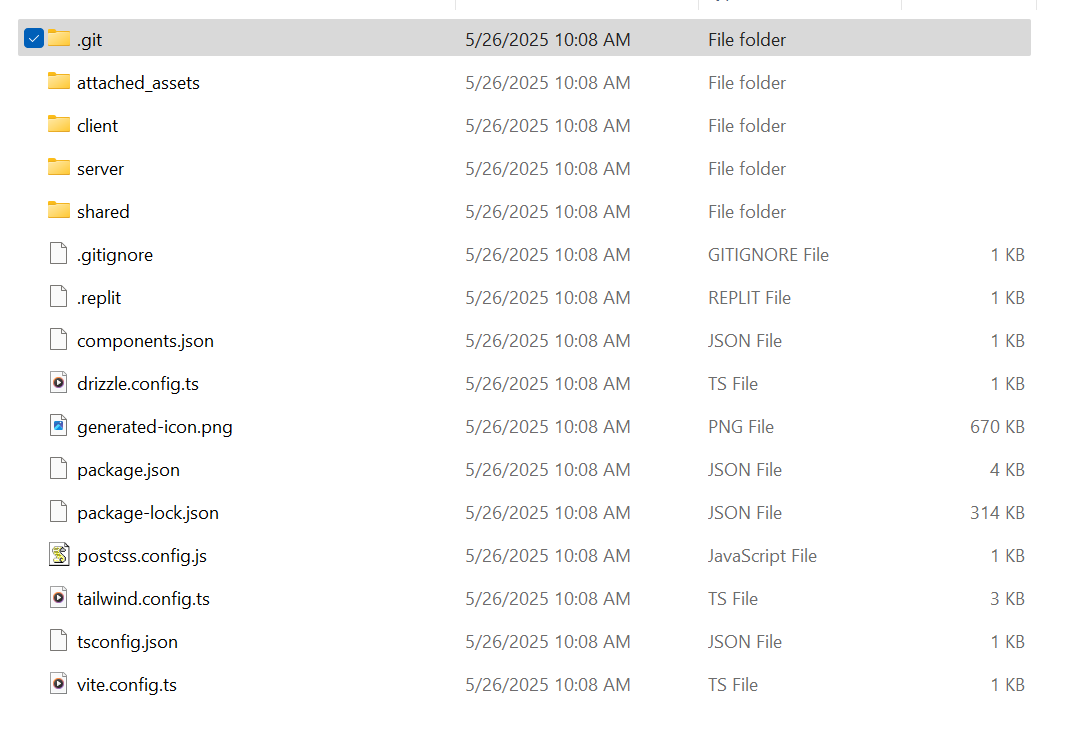 .git 5/26/2025 10:08 AM File folder
attached_assets 5/26/2025 10:08 AM File folder
client 5/26/2025 10:08 AM File folder
server 5/26/2025 10:08 AM File folder
shared 5/26/2025 10:08 AM File folder
.gitignore 5/26/2025 10:08 AM GITIGNORE File 1 KB
.replit 5/26/2025 10:08 AM REPLIT File 1 KB
components.json 5/26/2025 10:08 AM JSON File 1 KB
drizzle.config.ts 5/26/2025 10:08 AM TS File 1 KB
generated-icon.png 5/26/2025 10:08 AM PNG File 670 KB
package.json 5/26/2025 10:08 AM JSON File 4 KB
package-lock.json 5/26/2025 10:08 AM JSON File 314 KB
postcss.config.js 5/26/2025 10:08 AM JavaScript File 1 KB
tailwind.config.ts 5/26/2025 10:08 AM TS File 3 KB
tsconfig.json 5/26/2025 10:08 AM JSON File 1 KB
vite.config.ts 5/26/2025 10:08 AM TS File 1 KB